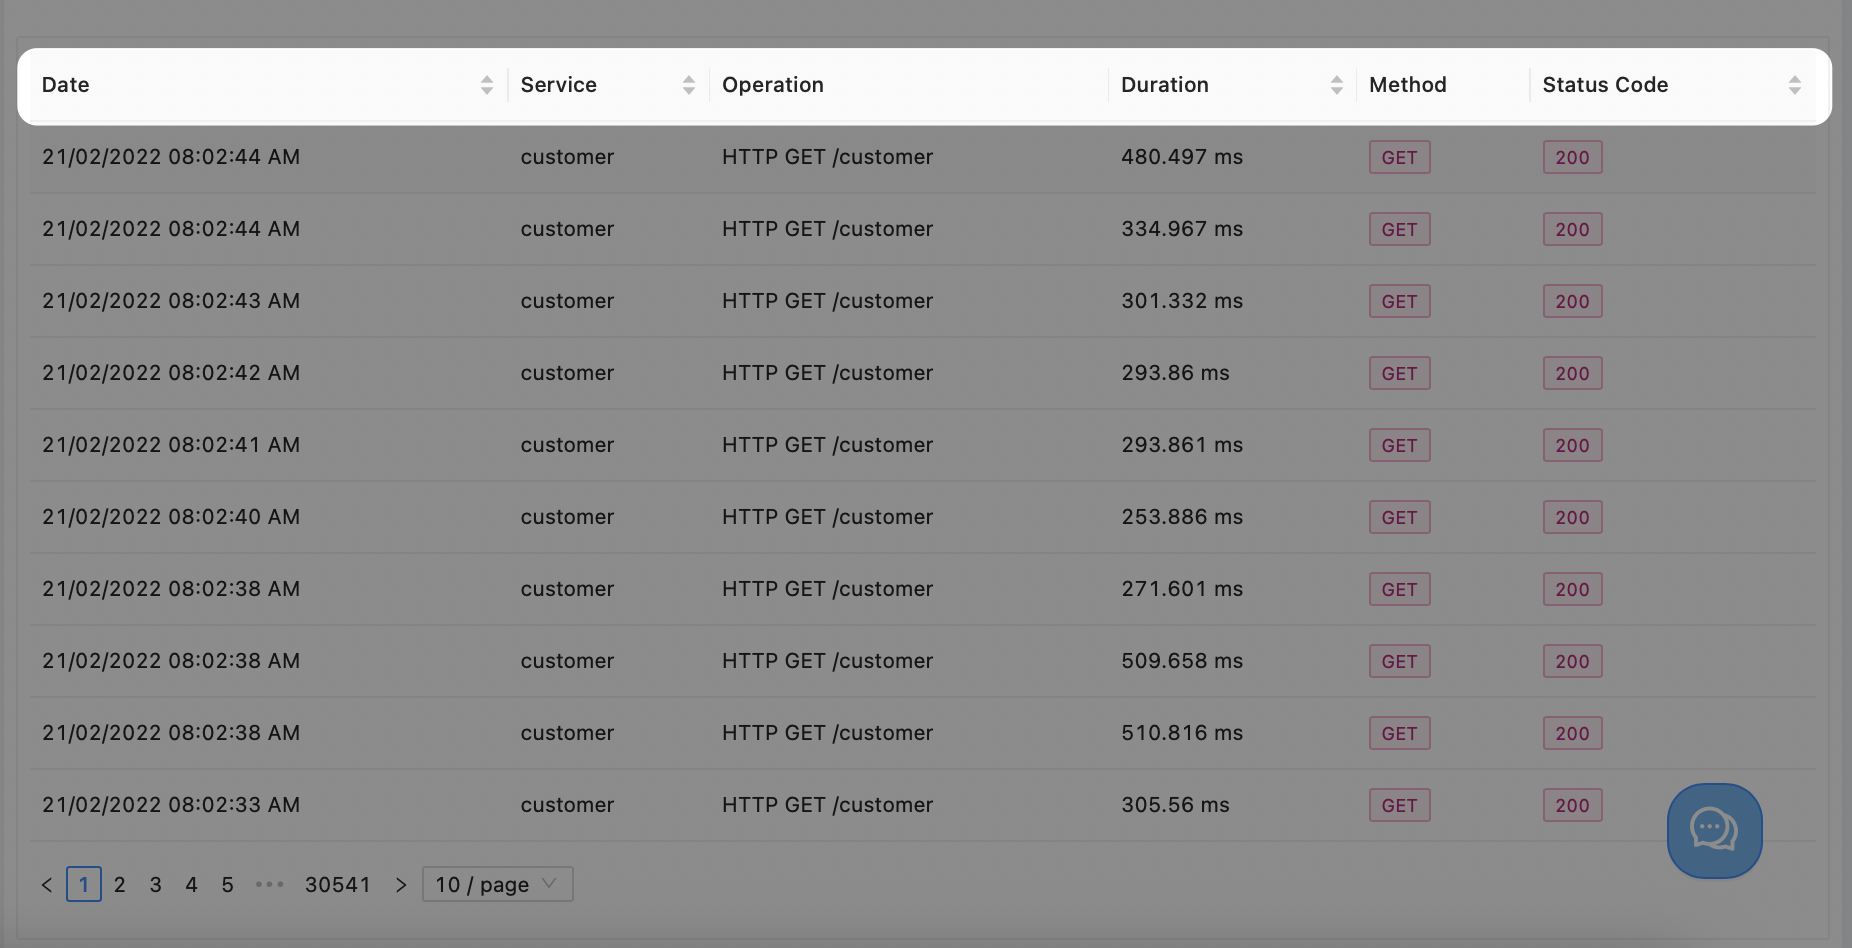 Date Service Operation Duration Method Status Code
21/02/2022 08:02:44 AM customer HTTP GET /customer 480.497 ms GET 200
21/02/2022 08:02:44 AM customer HTTP GET /customer 334.967 ms GET 200
21/02/2022 08:02:43 AM customer HTTP GET /customer 301.332 ms GET 200
21/02/2022 08:02:42 AM customer HTTP GET /customer 293.86 ms GET 200
21/02/2022 08:02:41 AM customer HTTP GET /customer 293.861 ms GET 200
21/02/2022 08:02:40 AM customer HTTP GET /customer 253.886 ms GET 200
21/02/2022 08:02:38 AM customer HTTP GET /customer 271.601 ms GET 200
21/02/2022 08:02:38 AM customer HTTP GET /customer 509.658 ms GET 200
21/02/2022 08:02:38 AM customer HTTP GET /customer 510.816 ms GET 200
21/02/2022 08:02:33 AM customer HTTP GET /customer 305.56 ms GET 200
< 1 2 3 4 5 ••• 30541 > 10 / page